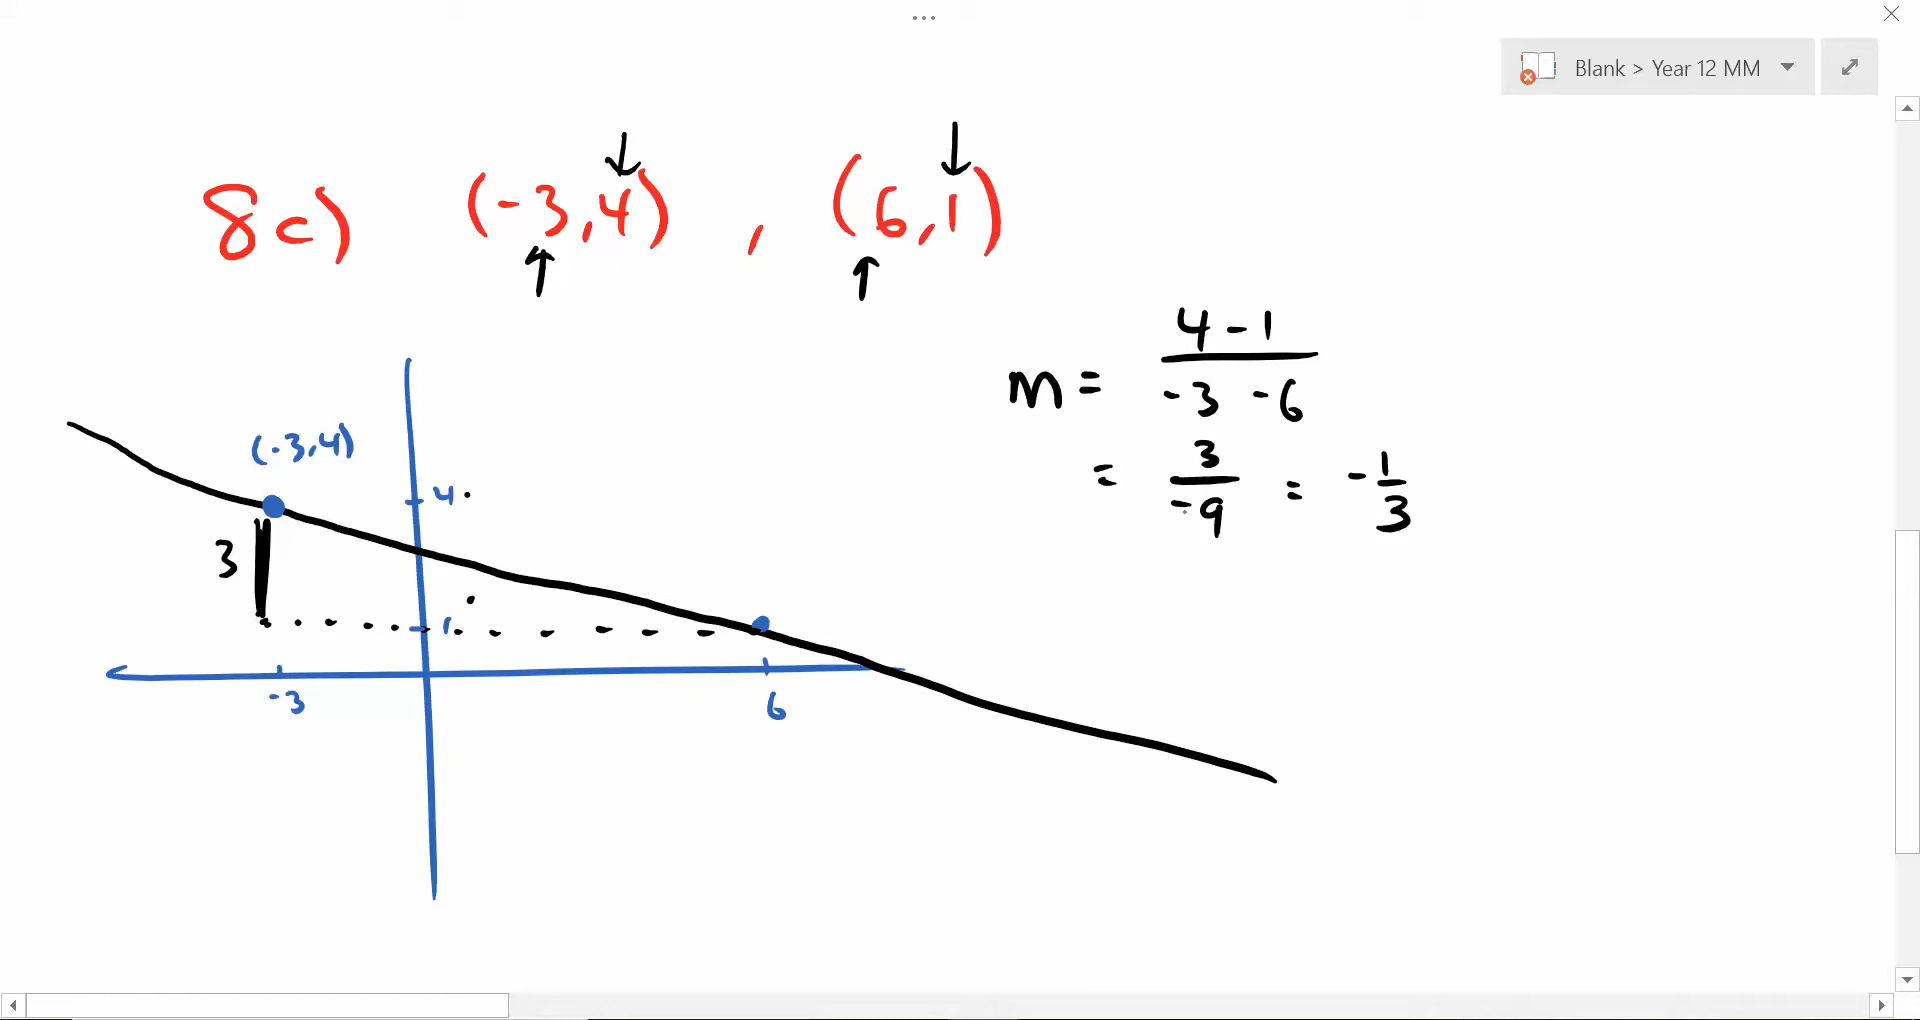 ...
Blank > Year 12 MM
8c) (-3,4) , (6,1)
m = 4 - 1
-3 -6
= 3 = - 1
-9 3
(-3,4)
4
3
1
-3
6